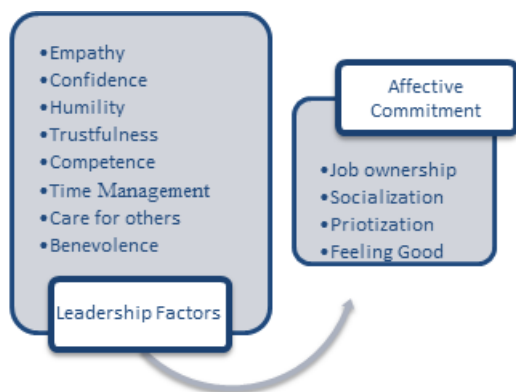 •Empathy
•Confidence
•Humility
•Trustfulness
•Competence
•Time Management
•Care for others
•Benevolence
Leadership Factors
Affective
Commitment
•Job ownership
•Socialization
•Priotization
•Feeling Good